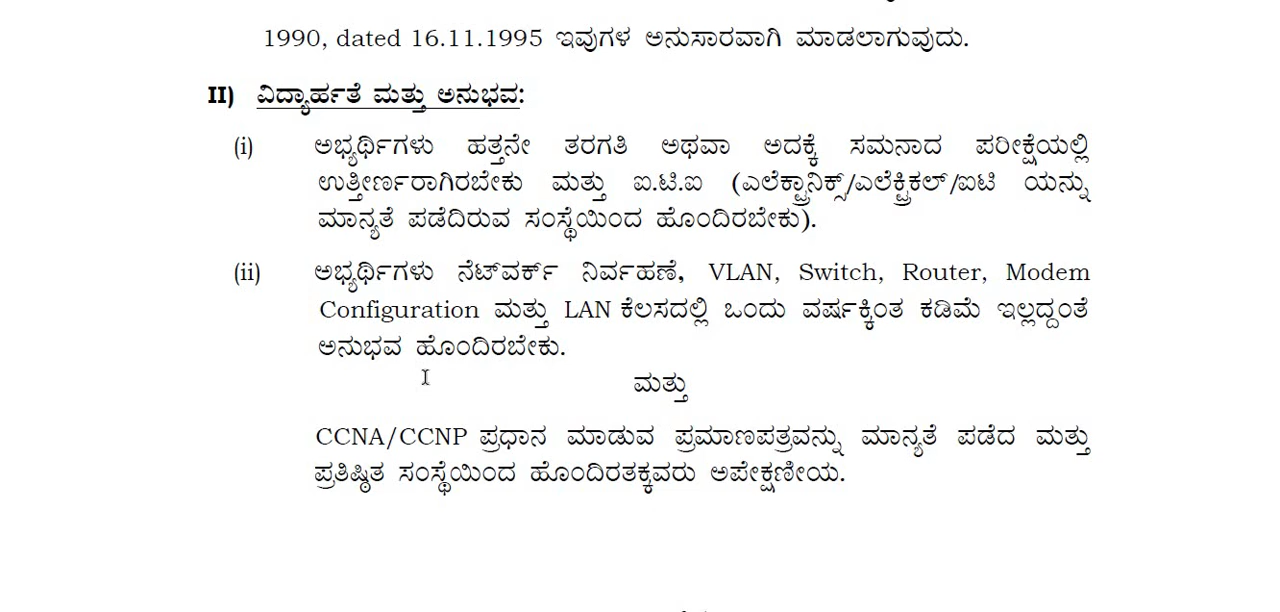 1990, dated 16.11.1995 ಇವುಗಳ ಅನುಸಾರವಾಗಿ ಮಾಡಲಾಗುವುದು.
II) ವಿದ್ಯಾರ್ಹತೆ ಮತ್ತು ಅನುಭವ:
(i) ಅಭ್ಯರ್ಥಿಗಳು ಹತ್ತನೇ ತರಗತಿ ಅಥವಾ ಅದಕ್ಕೆ ಸಮನಾದ ಪರೀಕ್ಷೆಯಲ್ಲಿ
ಉತ್ತೀರ್ಣರಾಗಿರಬೇಕು ಮತ್ತು ಐ.ಟಿ.ಐ (ಎಲೆಕ್ಟ್ರಾನಿಕ್ಸ್/ಎಲೆಕ್ಟ್ರಿಕಲ್/ಐಟಿ ಯನ್ನು
ಮಾನ್ಯತೆ ಪಡೆದಿರುವ ಸಂಸ್ಥೆಯಿಂದ ಹೊಂದಿರಬೇಕು).
(ii) ಅಭ್ಯರ್ಥಿಗಳು ನೆಟ್‌ವರ್ಕ್ ನಿರ್ವಹಣೆ, VLAN, Switch, Router, Modem
Configuration ಮತ್ತು LAN ಕೆಲಸದಲ್ಲಿ ಒಂದು ವರ್ಷಕ್ಕಿಂತ ಕಡಿಮೆ ಇಲ್ಲದ್ದಂತೆ
ಅನುಭವ ಹೊಂದಿರಬೇಕು.
ಮತ್ತು
CCNA/CCNP ಪ್ರಧಾನ ಮಾಡುವ ಪ್ರಮಾಣಪತ್ರವನ್ನು ಮಾನ್ಯತೆ ಪಡೆದ ಮತ್ತು
ಪ್ರತಿಷ್ಠಿತ ಸಂಸ್ಥೆಯಿಂದ ಹೊಂದಿರತಕ್ಕವರು ಅಪೇಕ್ಷಣೀಯ.